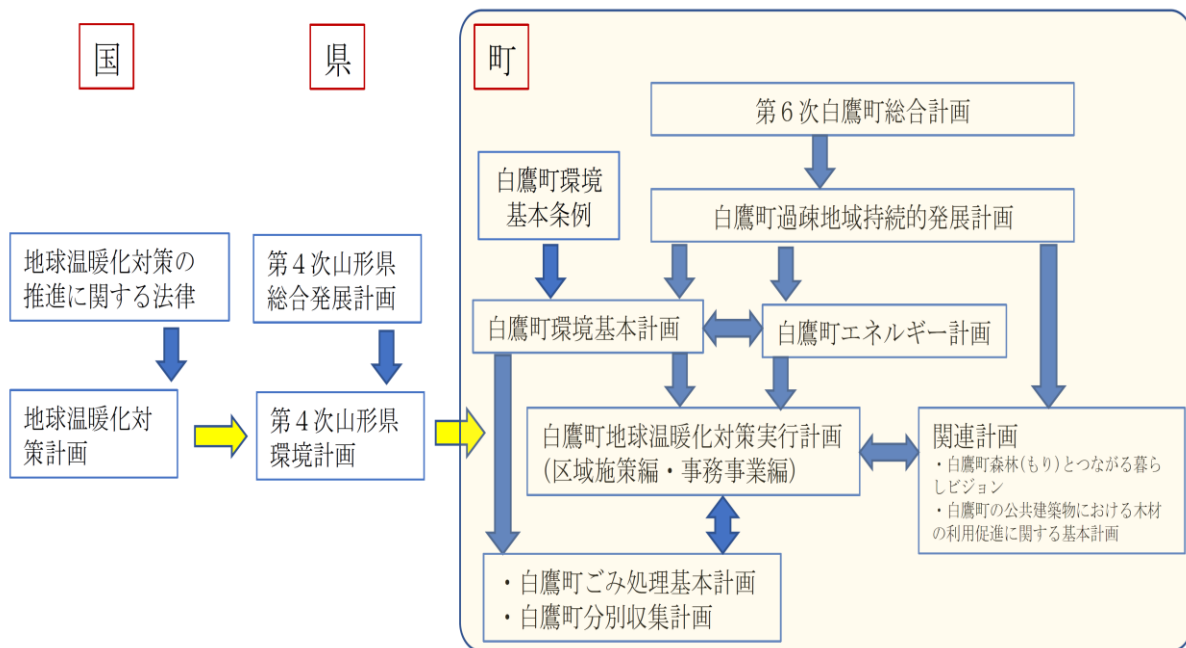 国
県
町
第６次白鷹町総合計画
白鷹町環境
基本条例
白鷹町過疎地域持続的発展計画
地球温暖化対策の
推進に関する法律
第４次山形県
総合発展計画
白鷹町環境基本計画
白鷹町エネルギー計画
地球温暖化対
策計画
第４次山形県
環境計画
白鷹町地球温暖化対策実行計画
(区域施策編・事務事業編)
関連計画
・白鷹町森林(もり)とつながる暮ら
しビジョン
・白鷹町の公共建築物における木材
の利用促進に関する基本計画
・白鷹町ごみ処理基本計画
・白鷹町分別収集計画